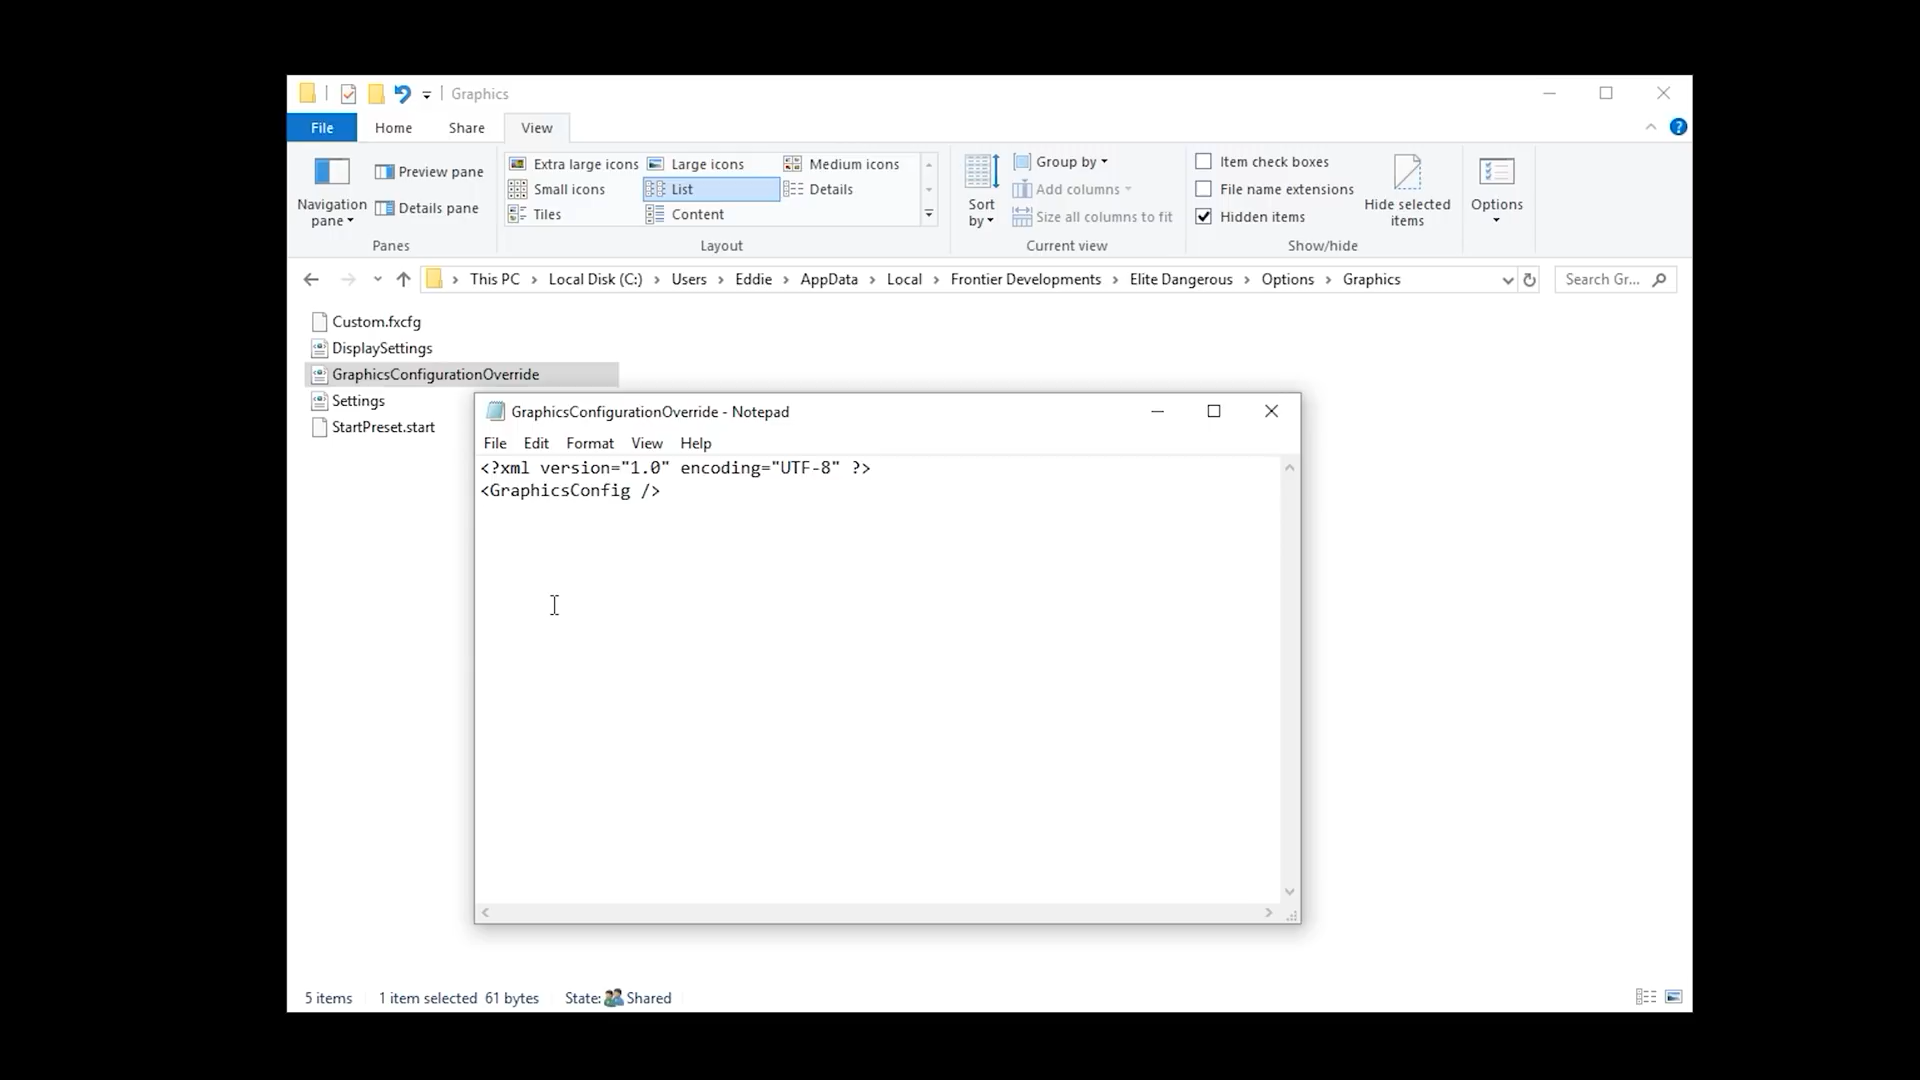 Graphics
File Home Share View
Navigation pane
Preview pane
Details pane
Panes
Extra large icons Large icons Medium icons
Small icons List Details
Tiles Content
Layout
Sort by
Group by
Add columns
Size all columns to fit
Current view
Item check boxes
File name extensions
Hidden items
Hide selected items
Show/hide
Options
This PC Local Disk (C:) Users Eddie AppData Local Frontier Developments Elite Dangerous Options Graphics
Search Gr...
Custom.fxcfg
DisplaySettings
GraphicsConfigurationOverride
Settings
StartPreset.start
GraphicsConfigurationOverride - Notepad
File Edit Format View Help
<?xml version="1.0" encoding="UTF-8" ?>
<GraphicsConfig />
5 items 1 item selected 61 bytes State: Shared